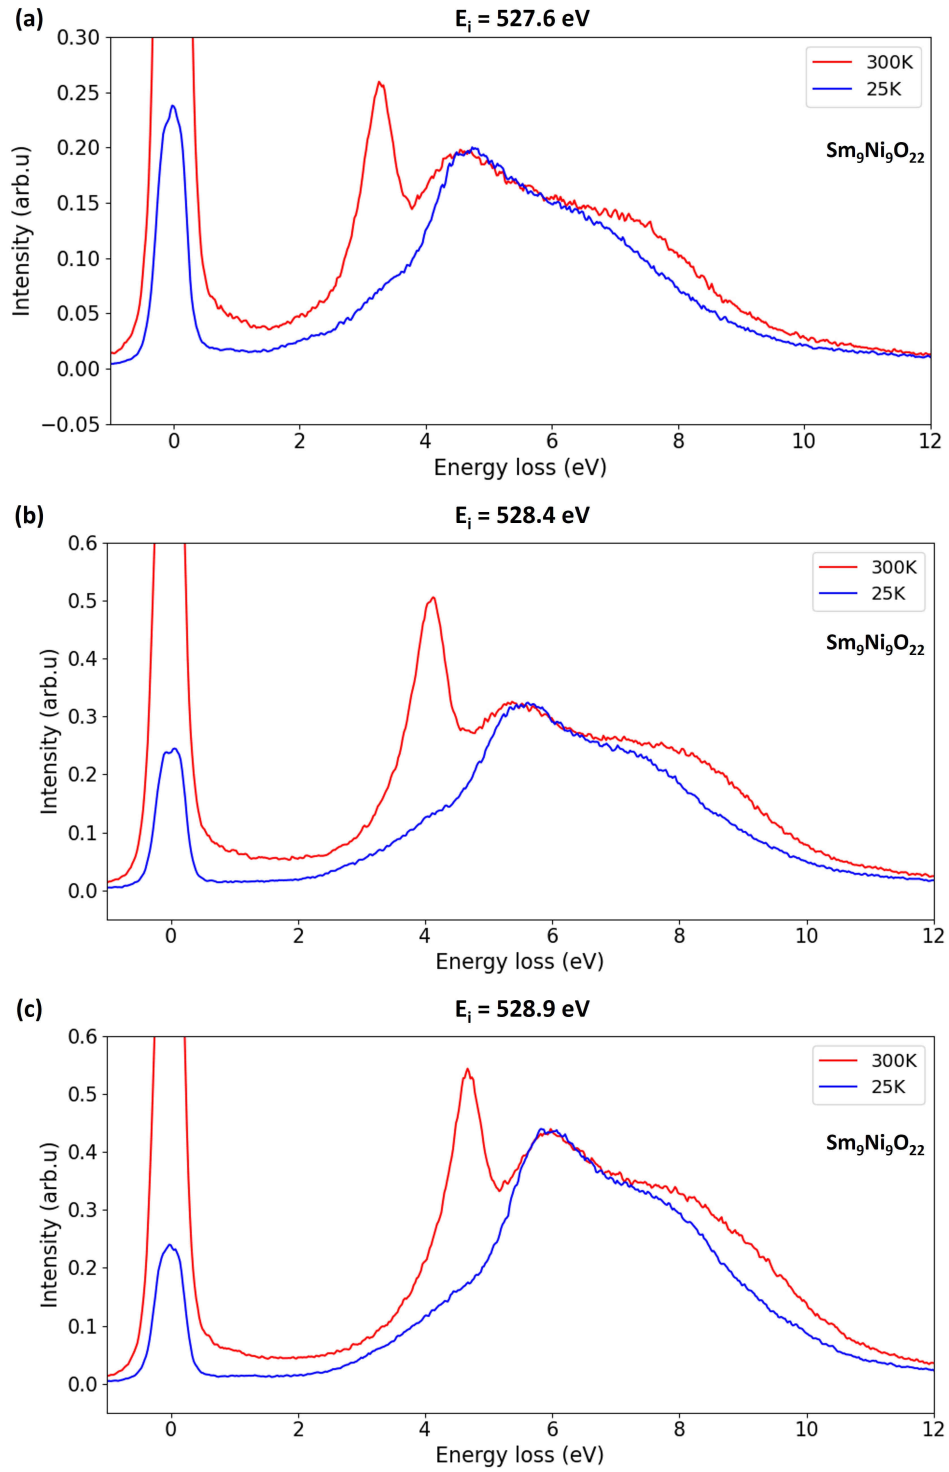 (a)
Eᵢ = 527.6 eV
0.30
0.25
0.20
0.15
0.10
0.05
0.00
−0.05
Intensity (arb.u)
300K
25K
Sm₉Ni₉O₂₂
0 2 4 6 8 10 12
Energy loss (eV)
(b)
Eᵢ = 528.4 eV
0.6
0.5
0.4
0.3
0.2
0.1
0.0
Intensity (arb.u)
300K
25K
Sm₉Ni₉O₂₂
0 2 4 6 8 10 12
Energy loss (eV)
(c)
Eᵢ = 528.9 eV
0.6
0.5
0.4
0.3
0.2
0.1
0.0
Intensity (arb.u)
300K
25K
Sm₉Ni₉O₂₂
0 2 4 6 8 10 12
Energy loss (eV)